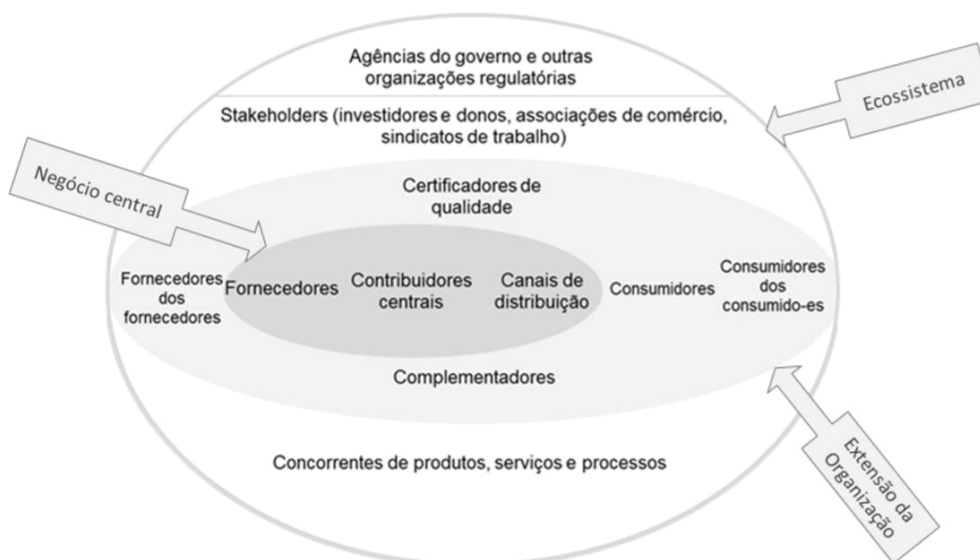 Agências do governo e outras
organizações regulatórias
Ecossistema
Stakeholders (investidores e donos, associações de comércio,
sindicatos de trabalho)
Negócio central
Certificadores de
qualidade
Fornecedores
dos
fornecedores
Fornecedores
Contribuidores
centrais
Canais de
distribuição
Consumidores
Consumidores
dos
consumido-es
Complementadores
Extensão da
Organização
Concorrentes de produtos, serviços e processos